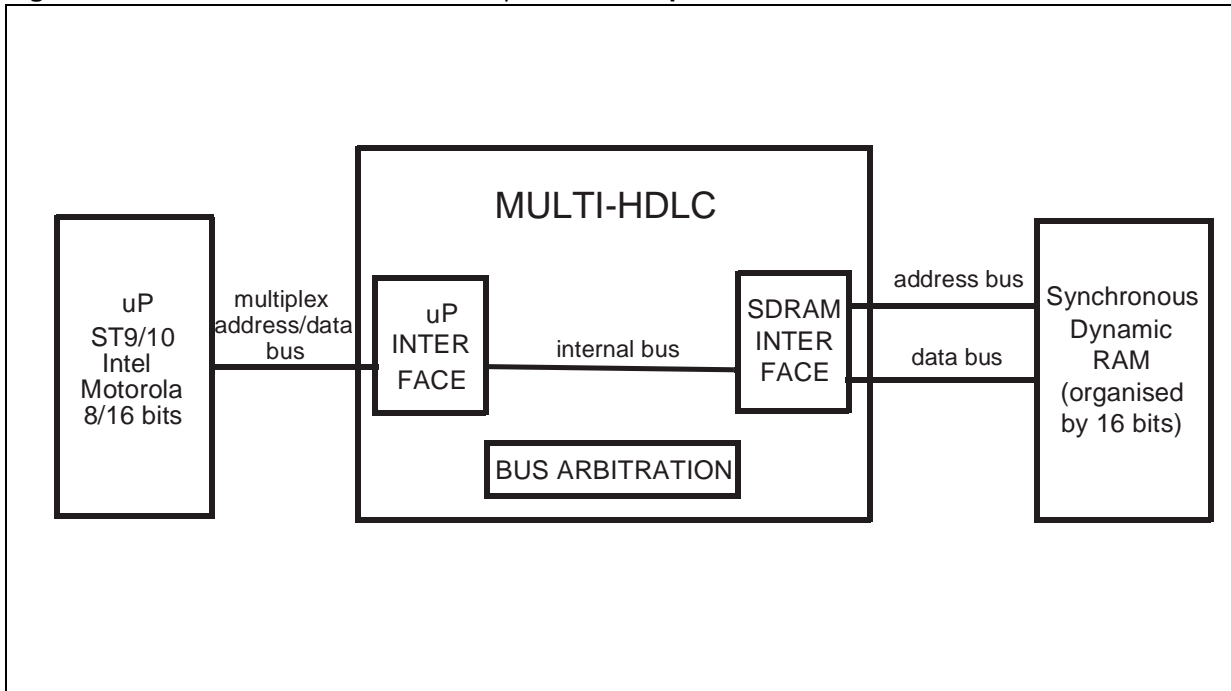 MULTI-HDLC
uP
ST9/10
Intel
Motorola
8/16 bits
multiplex
address/data
bus
uP
INTER
FACE
internal bus
SDRAM
INTER
FACE
BUS ARBITRATION
address bus
data bus
Synchronous
Dynamic
RAM
(organised
by 16 bits)